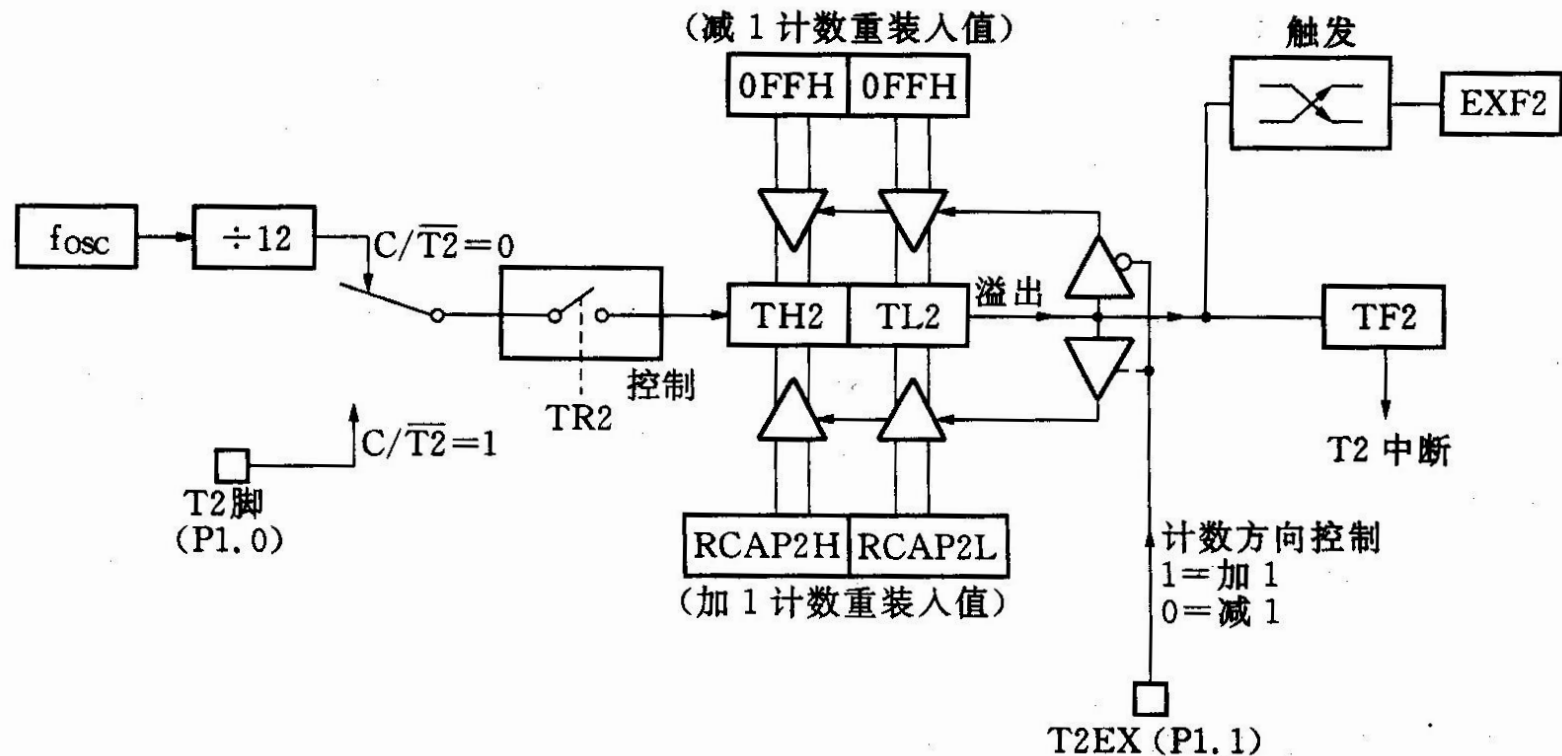 (减 1 计数重装入值)
触发
0FFH
0FFH
EXF2
fosc
÷12
C/T2̅=0
TH2
TL2
溢出
TF2
控制
TR2
C/T2̅=1
T2脚
(P1.0)
T2 中断
RCAP2H
RCAP2L
(加 1 计数重装入值)
计数方向控制
1=加 1
0=减 1
T2EX (P1.1)